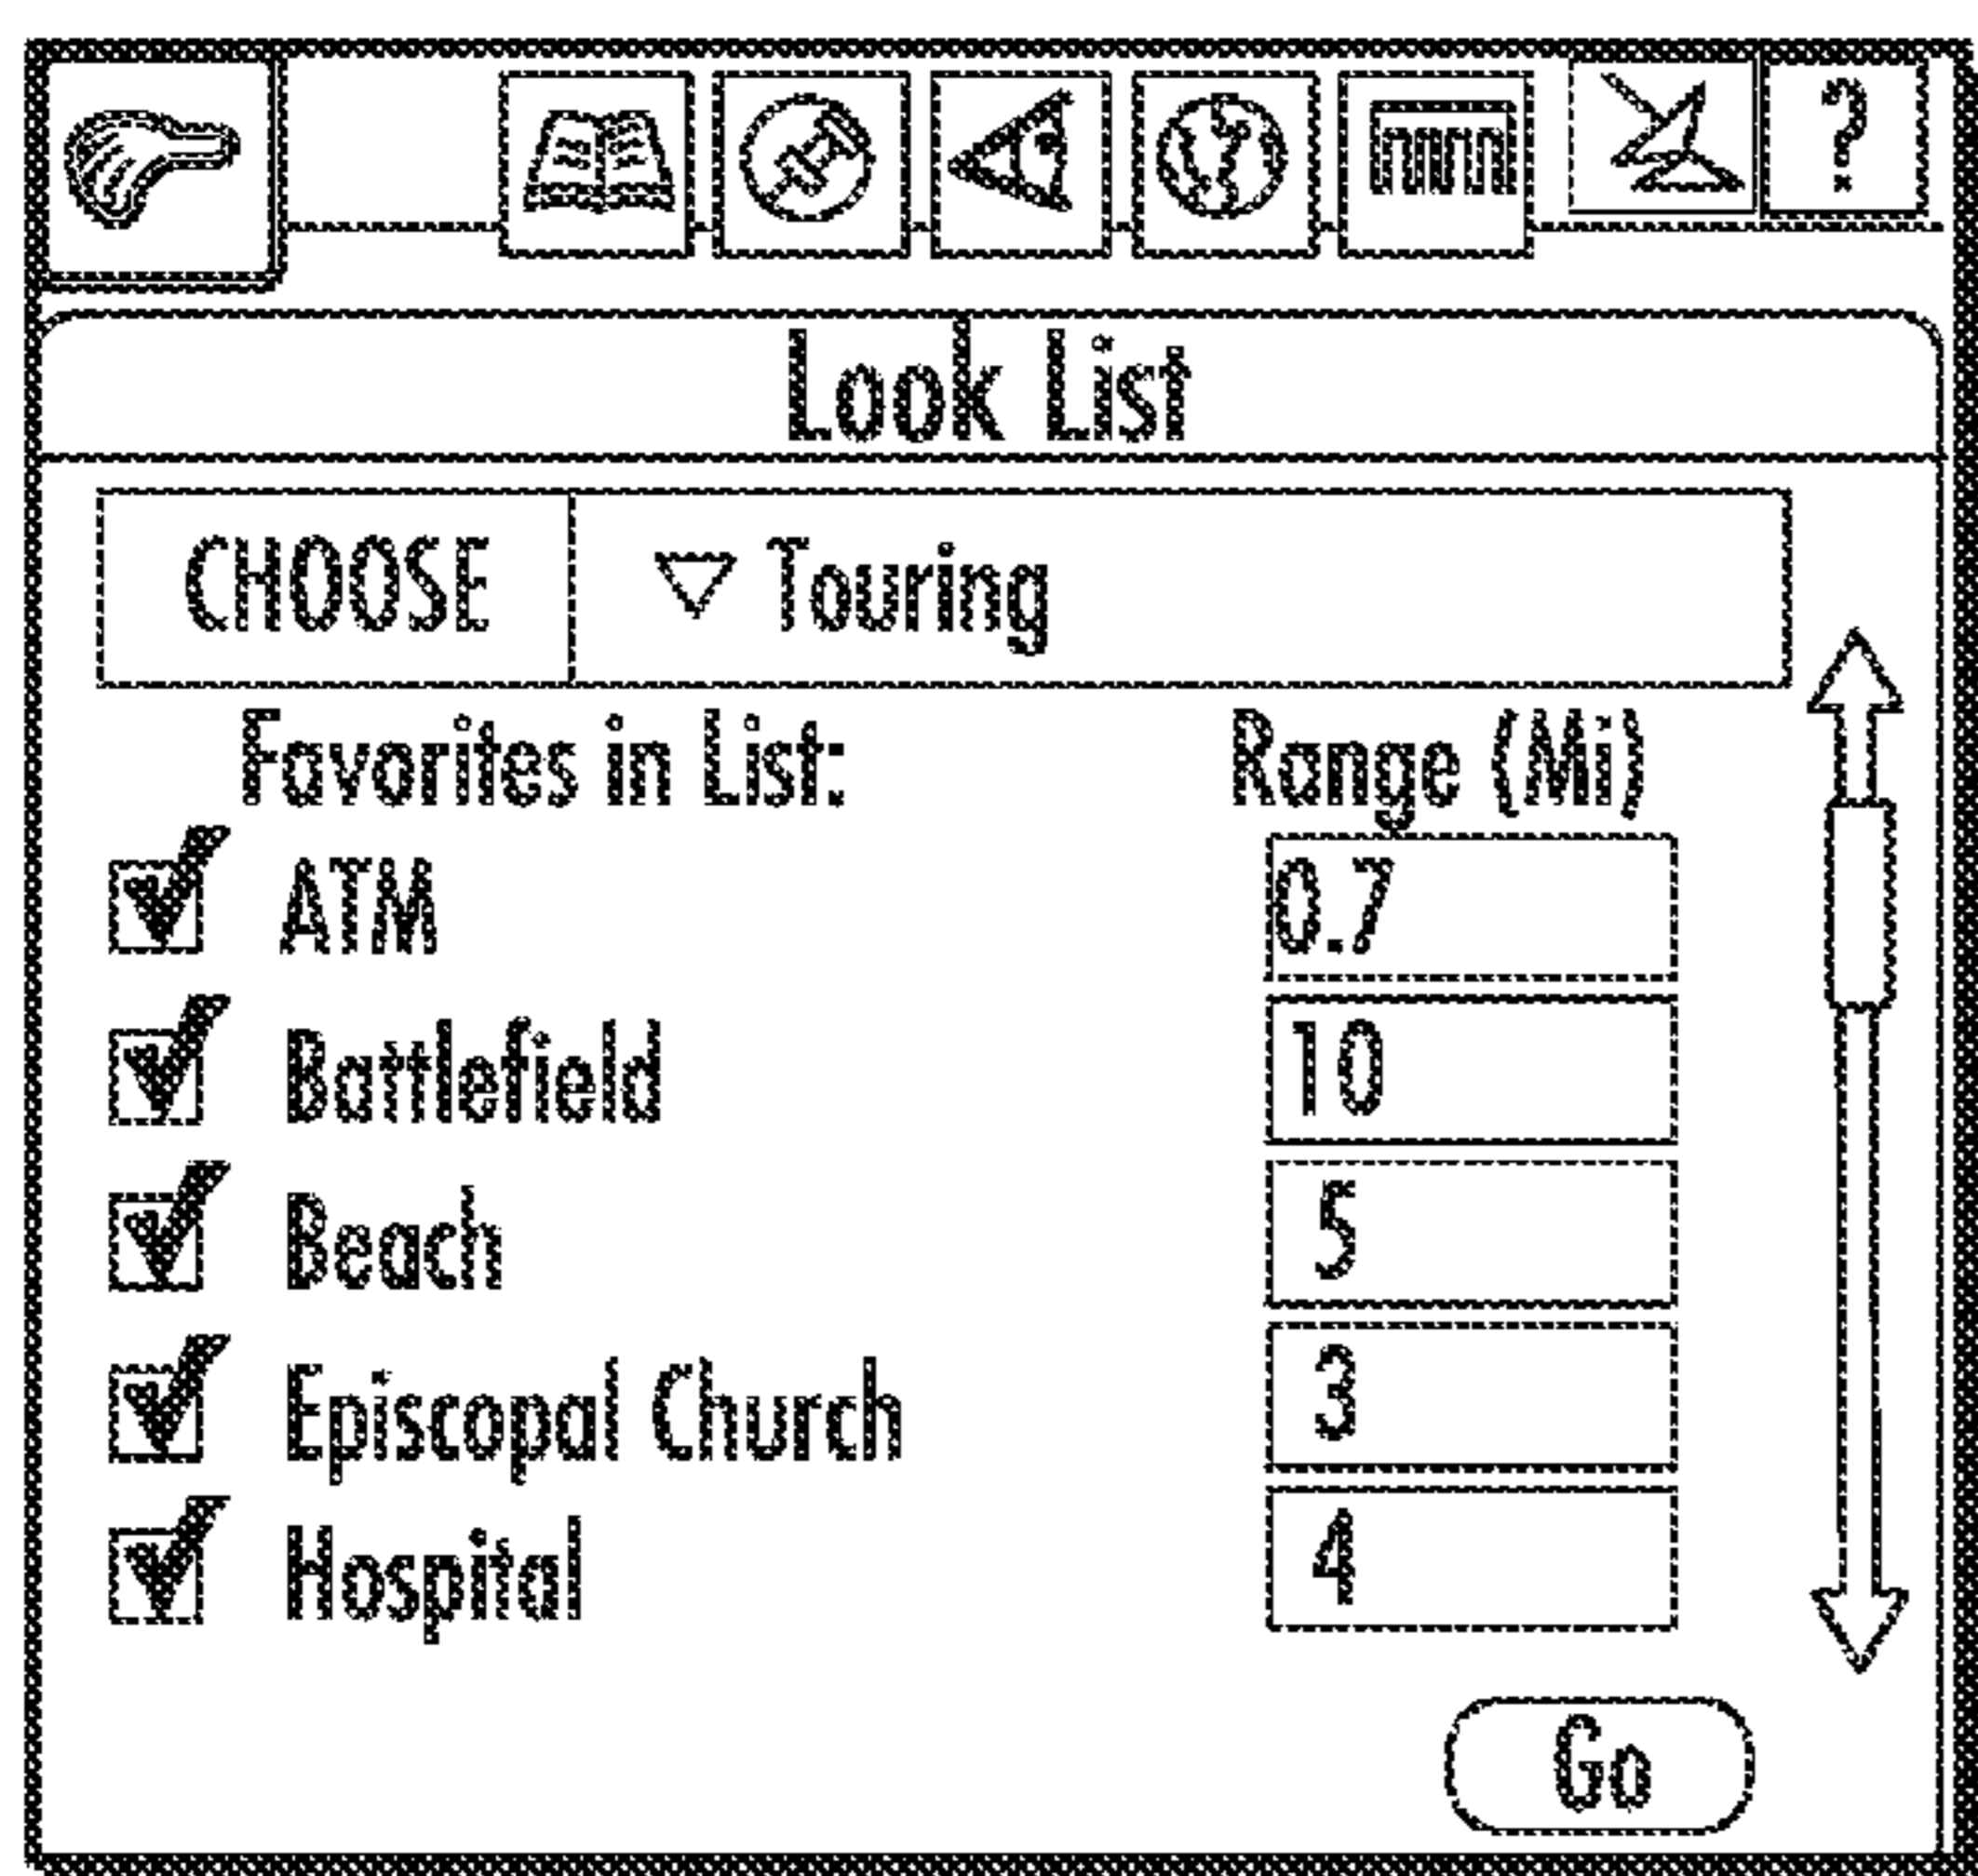 ?
Look List
CHOOSE ▽ Touring
Favorites in List: Range (Mi)
ATM 0.7
Battlefield 10
Beach 5
Episcopal Church 3
Hospital 4
Go